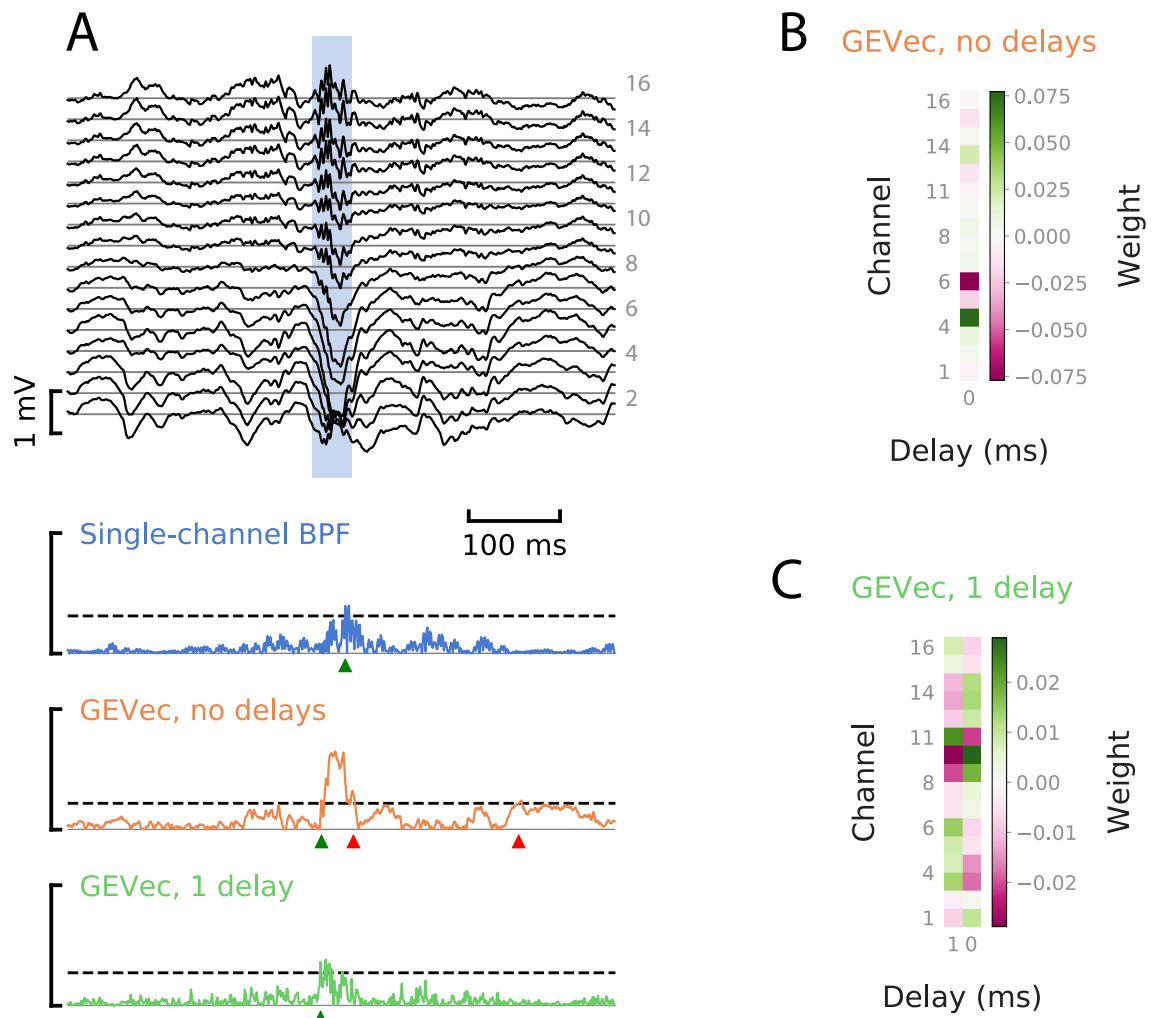 A
16
14
12
10
8
6
4
2
1 mV
100 ms
Single-channel BPF
GEVec, no delays
GEVec, 1 delay
B
GEVec, no delays
Channel
16
14
11
8
6
4
1
0
Delay (ms)
0.075
0.050
0.025
0.000
−0.025
−0.050
−0.075
Weight
C
GEVec, 1 delay
Channel
16
14
11
8
6
4
1
1 0
Delay (ms)
0.02
0.01
0.00
−0.01
−0.02
Weight